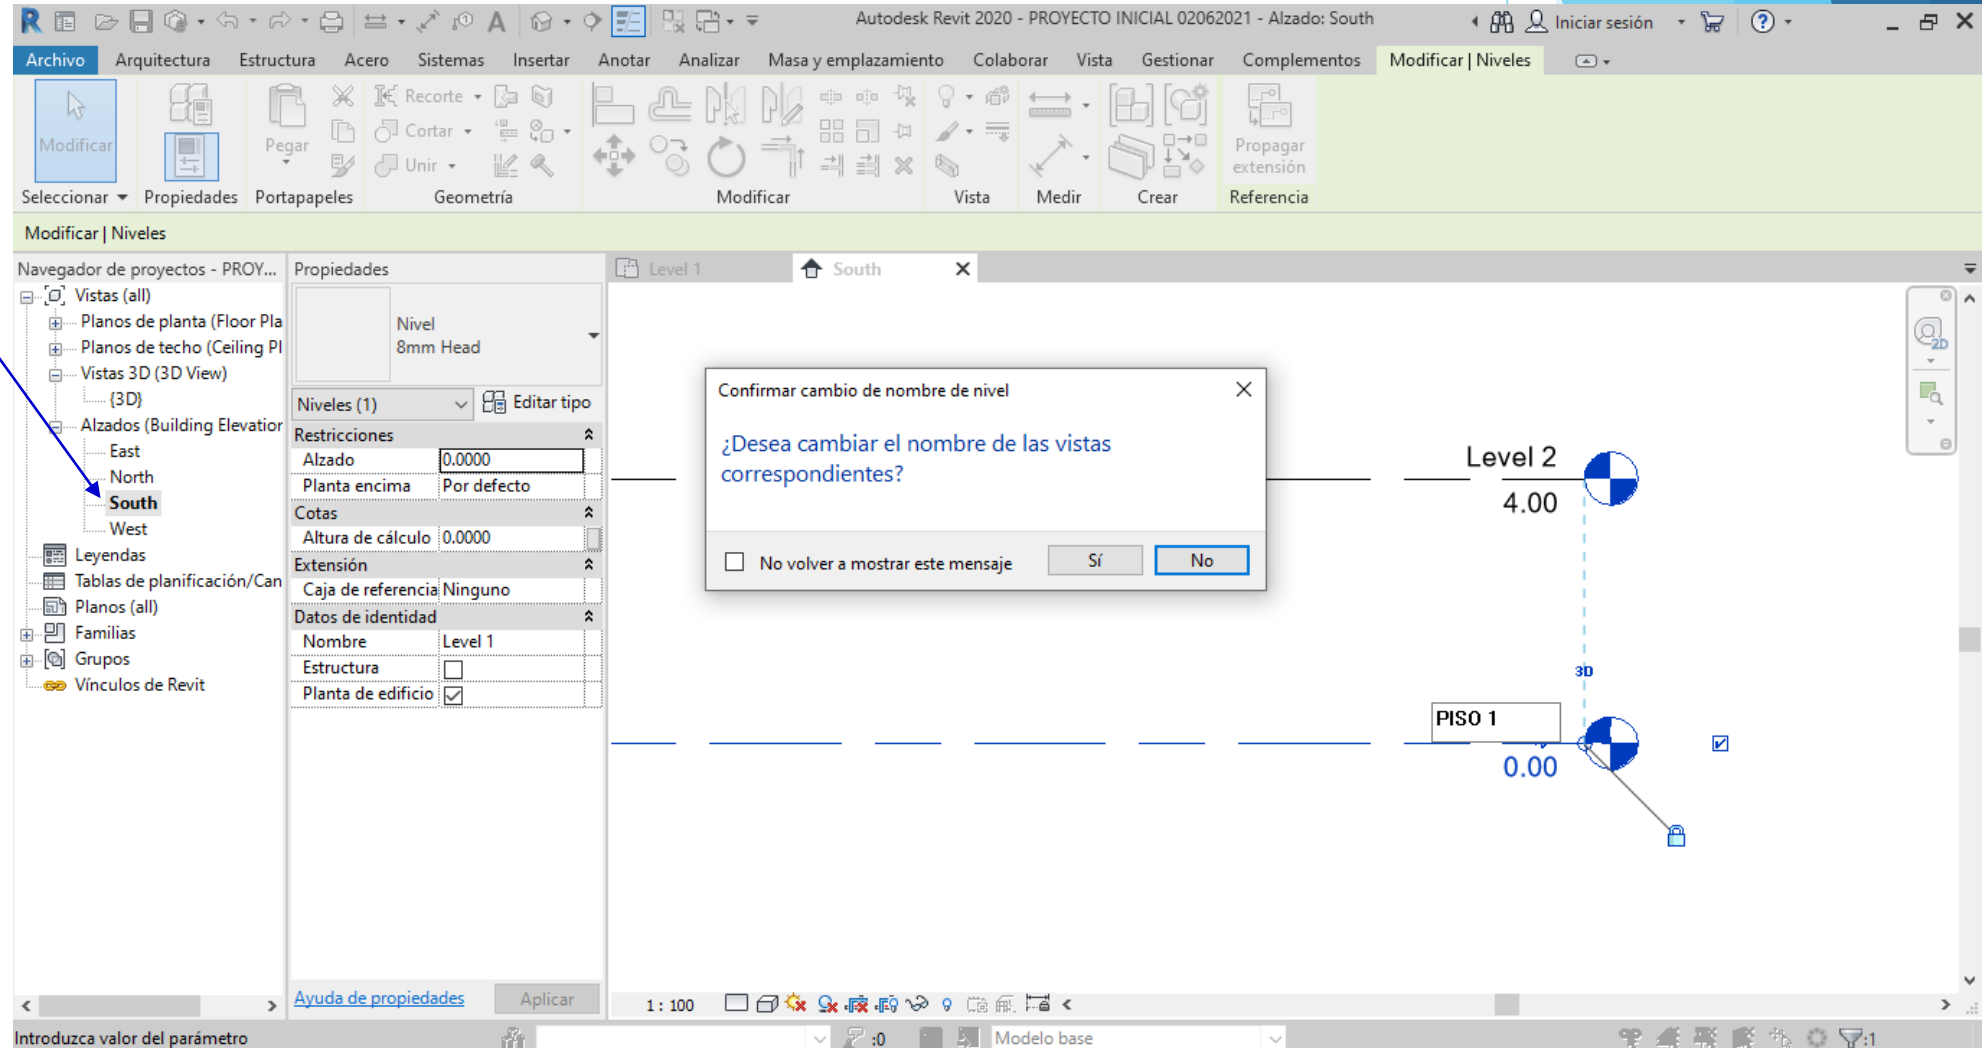 Autodesk Revit 2020 - PROYECTO INICIAL 02062021 - Alzado: South
Iniciar sesión
Archivo Arquitectura Estructura Acero Sistemas Insertar Anotar Analizar Masa y emplazamiento Colaborar Vista Gestionar Complementos Modificar | Niveles
Modificar
Pegar
Recorte
Cortar
Unir
Propagar
extensión
Seleccionar Propiedades Portapapeles Geometría Modificar Vista Medir Crear Referencia
Modificar | Niveles
Navegador de proyectos - PROY...
Vistas (all)
Planos de planta (Floor Pla
Planos de techo (Ceiling Pl
Vistas 3D (3D View)
{3D}
Alzados (Building Elevation
East
North
South
West
Leyendas
Tablas de planificación/Can
Planos (all)
Familias
Grupos
Vínculos de Revit
Propiedades
Nivel
8mm Head
Niveles (1) Editar tipo
Restricciones
Alzado 0.0000
Planta encima Por defecto
Cotas
Altura de cálculo 0.0000
Extensión
Caja de referencia Ninguno
Datos de identidad
Nombre Level 1
Estructura
Planta de edificio
Ayuda de propiedades Aplicar
Level 1 South
2D
Confirmar cambio de nombre de nivel
¿Desea cambiar el nombre de las vistas
correspondientes?
No volver a mostrar este mensaje Sí No
Level 2
4.00
3D
PISO 1
0.00
1 : 100
Introduzca valor del parámetro :0 Modelo base :1